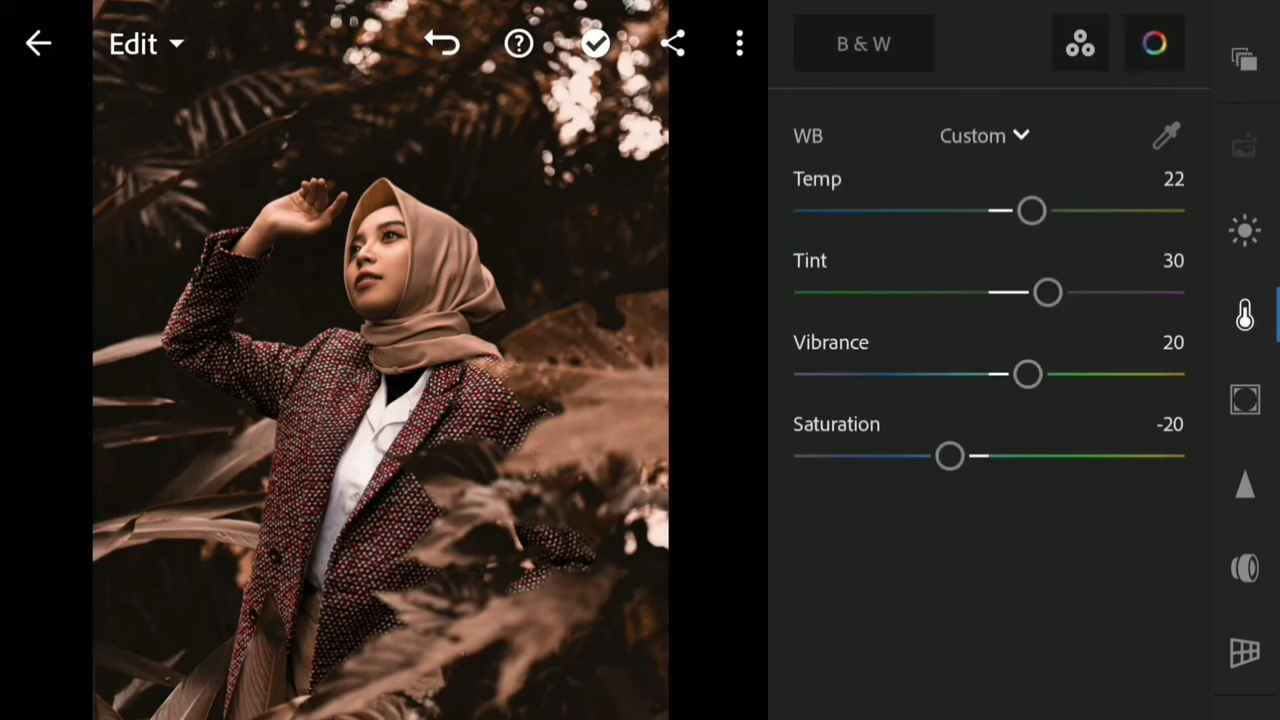 Edit
B & W
WB Custom
Temp 22
Tint 30
Vibrance 20
Saturation -20